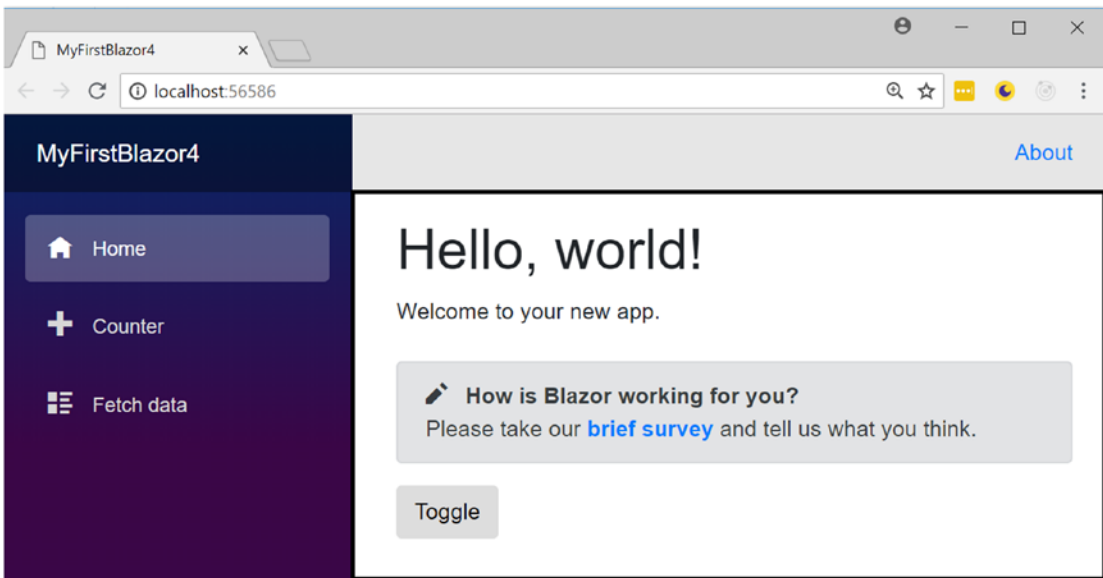 MyFirstBlazor4
localhost:56586
MyFirstBlazor4
About
Home
Counter
Fetch data
Hello, world!
Welcome to your new app.
How is Blazor working for you?
Please take our brief survey and tell us what you think.
Toggle